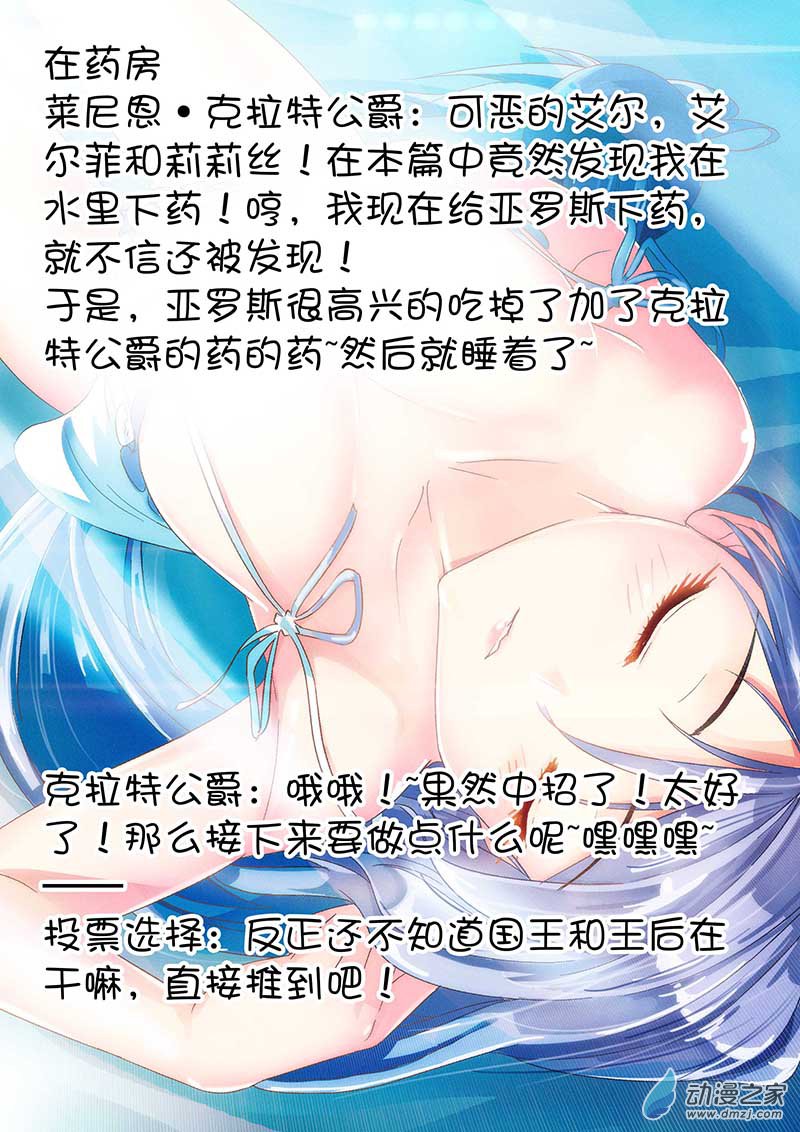 在药房
莱尼恩·克拉特公爵：可恶的艾尔，艾
尔菲和莉莉丝！在本篇中竟然发现我在
水里下药！哼，我现在给亚罗斯下药，
就不信还被发现！
于是，亚罗斯很高兴的吃掉了加了克拉
特公爵的药的药~然后就睡着了~
克拉特公爵：哦哦！~果然中招了！太好
了！那么接下来要做点什么呢~嘿嘿嘿~
——
投票选择：反正还不知道国王和王后在
干嘛，直接推到吧！
动漫之家
www.dmzj.com